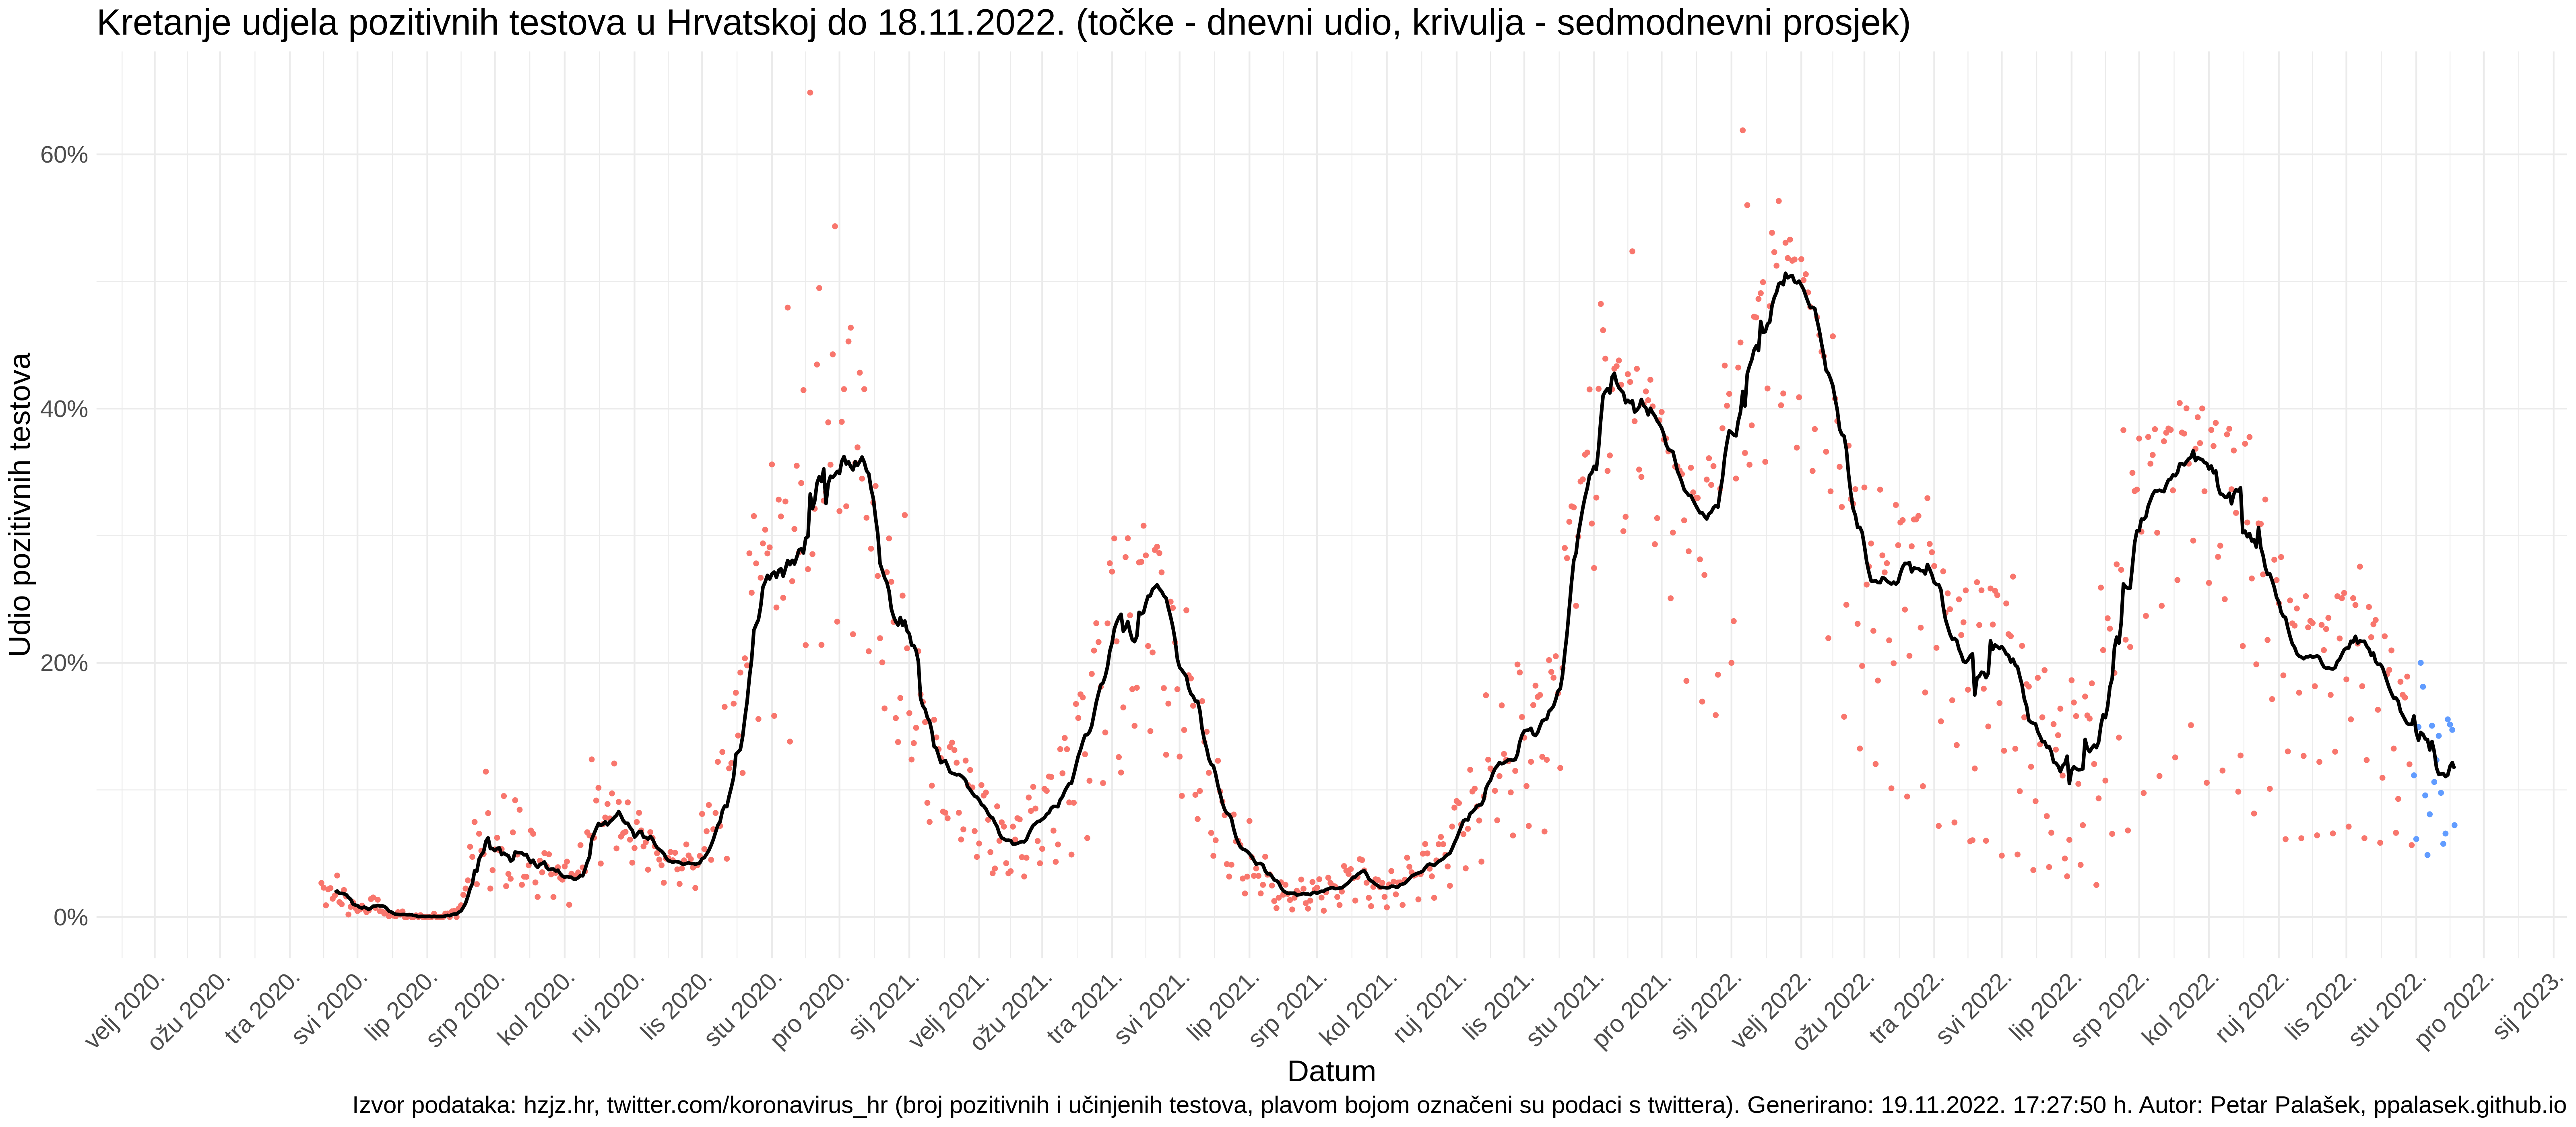 Kretanje udjela pozitivnih testova u Hrvatskoj do 18.11.2022. (točke - dnevni udio, krivulja - sedmodnevni prosjek)
Udio pozitivnih testova
60%
40%
20%
0%
velj 2020.
ožu 2020.
tra 2020.
svi 2020.
lip 2020.
srp 2020.
kol 2020.
ruj 2020.
lis 2020.
stu 2020.
pro 2020.
sij 2021.
velj 2021.
ožu 2021.
tra 2021.
svi 2021.
lip 2021.
srp 2021.
kol 2021.
ruj 2021.
lis 2021.
stu 2021.
pro 2021.
sij 2022.
velj 2022.
ožu 2022.
tra 2022.
svi 2022.
lip 2022.
srp 2022.
kol 2022.
ruj 2022.
lis 2022.
stu 2022.
pro 2022.
sij 2023.
Datum
Izvor podataka: hzjz.hr, twitter.com/koronavirus_hr (broj pozitivnih i učinjenih testova, plavom bojom označeni su podaci s twittera). Generirano: 19.11.2022. 17:27:50 h. Autor: Petar Palašek, ppalasek.github.io